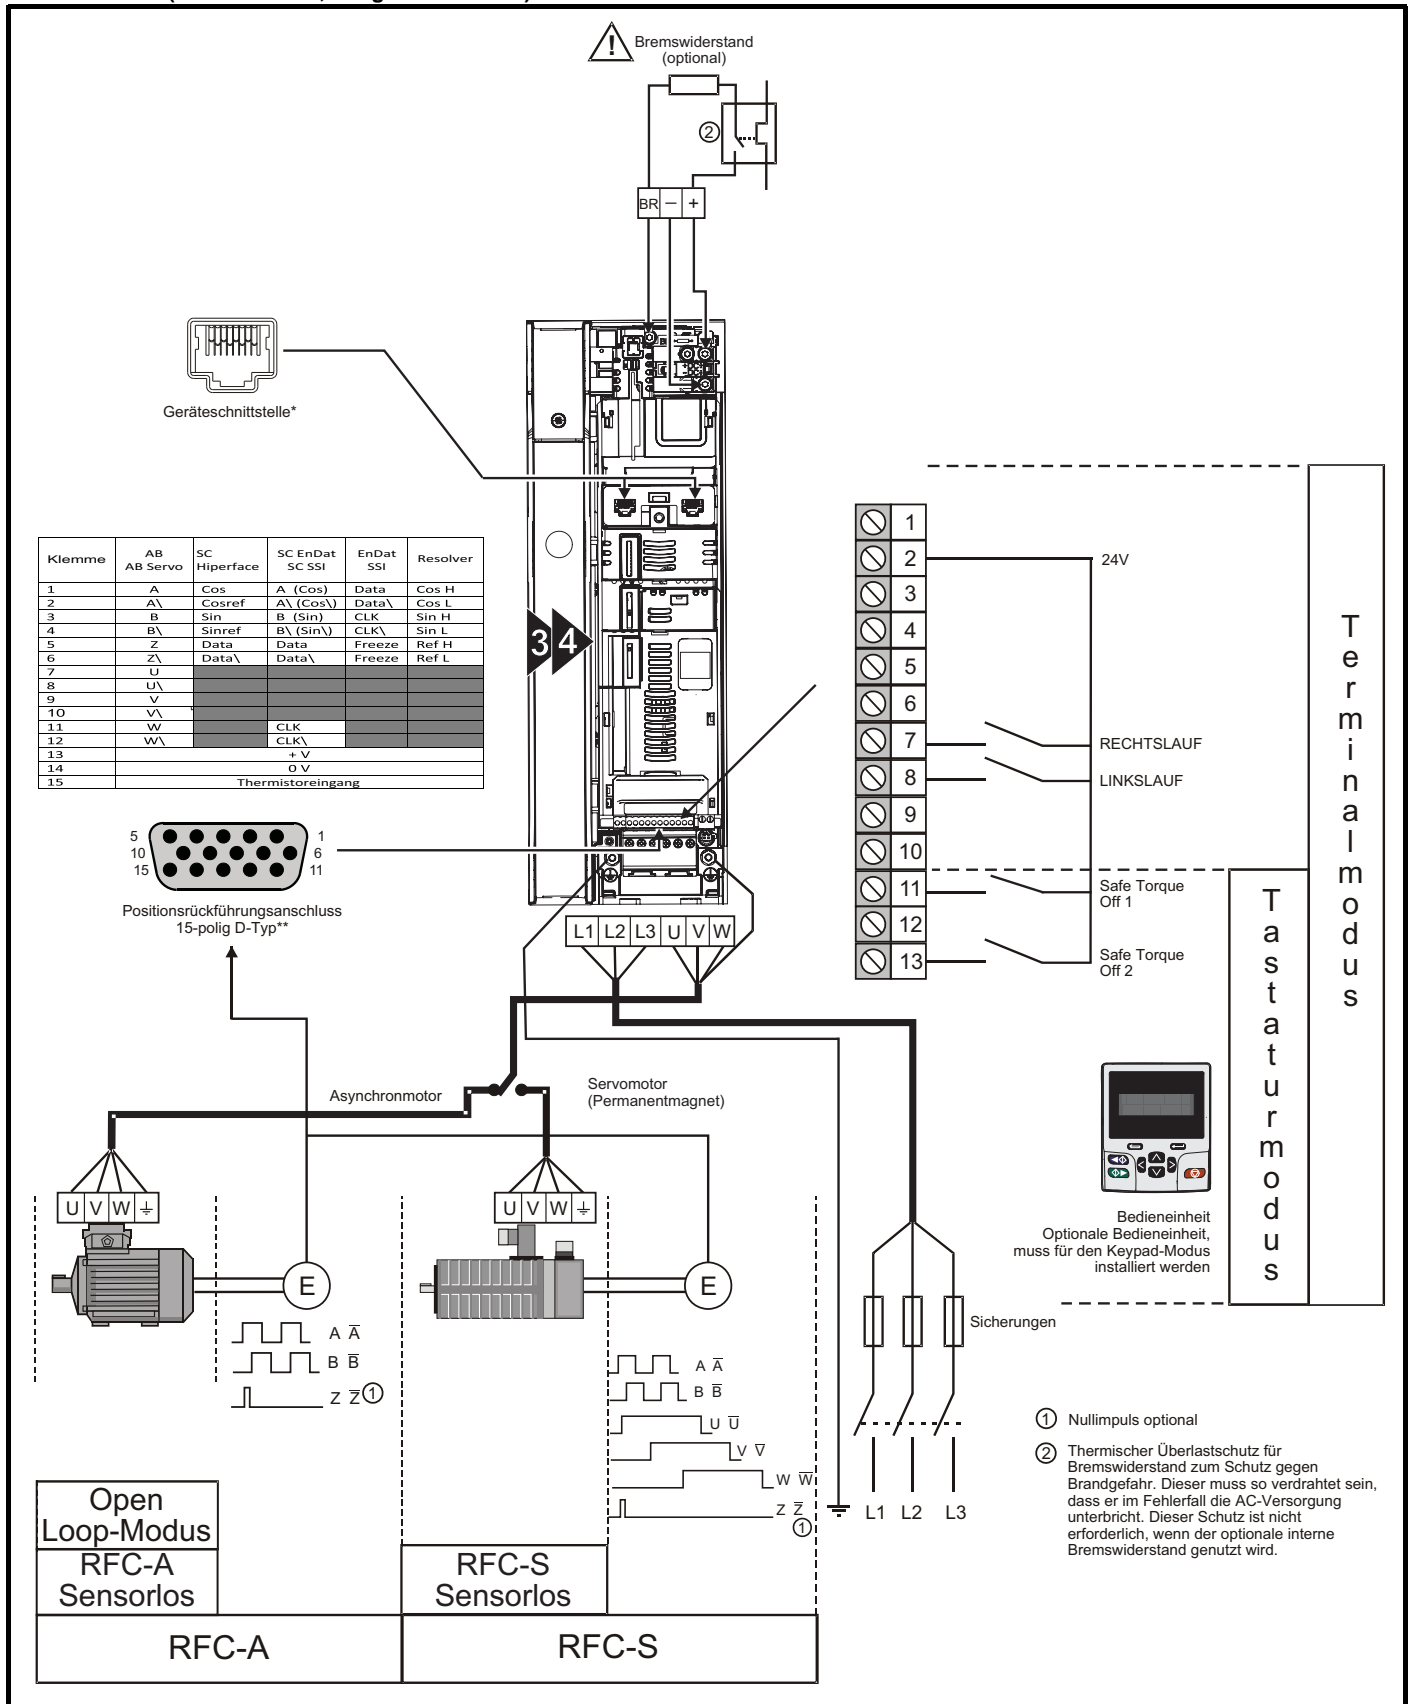 Bremswiderstand
(optional)
2
BR − +
Geräteschnittstelle*
Klemme AB AB Servo SC Hiperface SC EnDat SC SSI EnDat SSI Resolver
1 A Cos A (Cos) Data Cos H
2 A\ Cosref A\ (Cos\) Data\ Cos L
3 B Sin B (Sin) CLK Sin H
4 B\ Sinref B\ (Sin\) CLK\ Sin L
5 Z Data Data Freeze Ref H
6 Z\ Data\ Data\ Freeze Ref L
7 U
8 U\
9 V
10 V\
11 W CLK
12 W\ CLK\
13 + V
14 0 V
15 Thermistoreingang
3 4
5 1
10 6
15 11
Positionsrückführungsanschluss
15-polig D-Typ**
L1 L2 L3 U V W
1
2 24V
3
4
5
6
7 RECHTSLAUF
8 LINKSLAUF
9
10
11 Safe Torque
Off 1
12
13 Safe Torque
Off 2
Terminalmodus
Tastaturmodus
Bedieneinheit
Optionale Bedieneinheit,
muss für den Keypad-Modus
installiert werden
Asynchronmotor
Servomotor
(Permanentmagnet)
U V W
U V W
E
E
A A̅
B B̅
Z Z̅ 1
A A̅
B B̅
U U̅
V V̅
W W̅
Z Z̅
1
Sicherungen
L1 L2 L3
1 Nullimpuls optional
2 Thermischer Überlastschutz für
Bremswiderstand zum Schutz gegen
Brandgefahr. Dieser muss so verdrahtet sein,
dass er im Fehlerfall die AC-Versorgung
unterbricht. Dieser Schutz ist nicht
erforderlich, wenn der optionale interne
Bremswiderstand genutzt wird.
Open
Loop-Modus
RFC-A
Sensorlos
RFC-S
Sensorlos
RFC-A
RFC-S